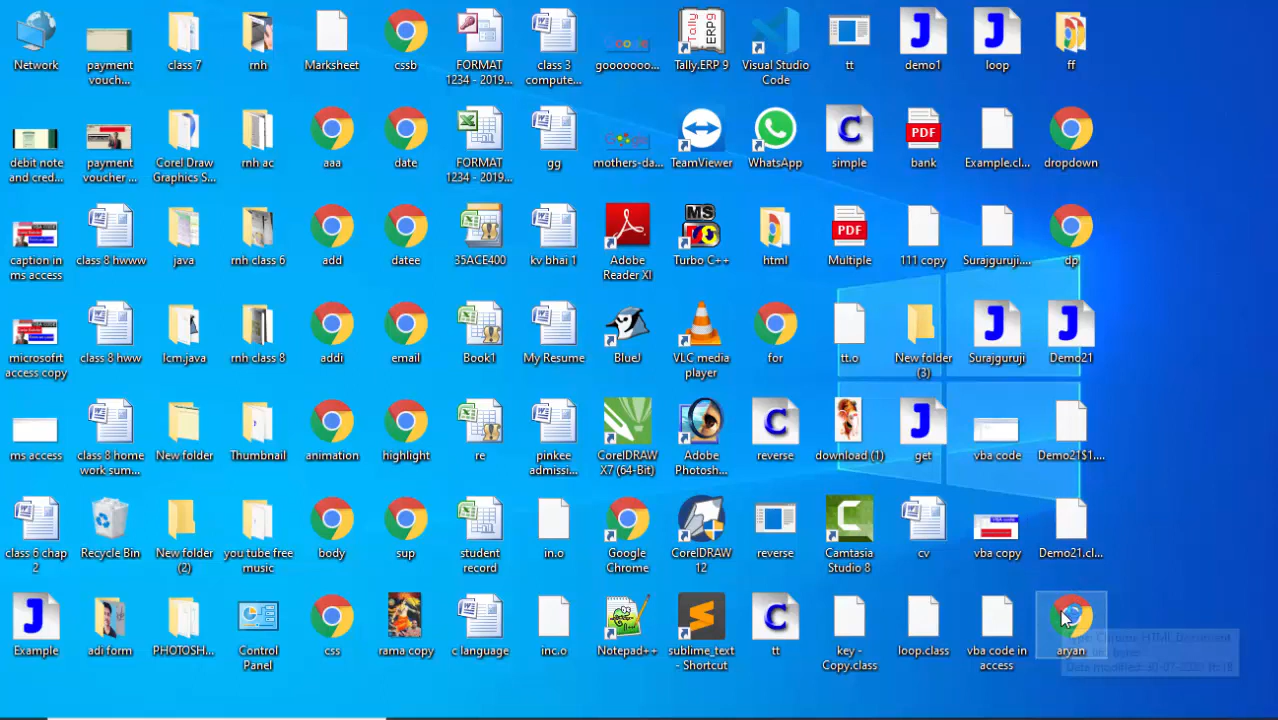 Network
payment
vouch...
class 7
rnh
Marksheet
cssb
FORMAT
1234 - 2019...
class 3
compute...
gooooooo...
Tally.ERP 9
Visual Studio
Code
tt
demo1
loop
ff
debit note
and cred...
payment
voucher ...
Corel Draw
Graphics S...
rnh ac
aaa
date
FORMAT
1234 - 2019...
gg
mothers-da...
TeamViewer
WhatsApp
simple
bank
Example.cl...
dropdown
caption in
ms access
class 8 hwww
java
rnh class 6
add
datee
35ACE400
kv bhai 1
Adobe
Reader XI
Turbo C++
html
Multiple
111 copy
Surajguruji....
dp
microsofrt
access copy
class 8 hww
lcm.java
rnh class 8
addi
email
Book1
My Resume
BlueJ
VLC media
player
for
tt.o
New folder
(3)
Surajguruji
Demo21
ms access
class 8 home
work sum...
New folder
Thumbnail
animation
highlight
re
pinkee
admissi...
CorelDRAW
X7 (64-Bit)
Adobe
Photosh...
reverse
download (1)
get
vba code
Demo21$1....
class 6 chap
2
Recycle Bin
New folder
(2)
you tube free
music
body
sup
student
record
in.o
Google
Chrome
CorelDRAW
12
reverse
Camtasia
Studio 8
cv
vba copy
Demo21.cl...
Example
adi form
PHOTOSH...
Control
Panel
css
rama copy
c language
inc.o
Notepad++
sublime_text
- Shortcut
tt
key -
Copy.class
loop.class
vba code in
access
aryan